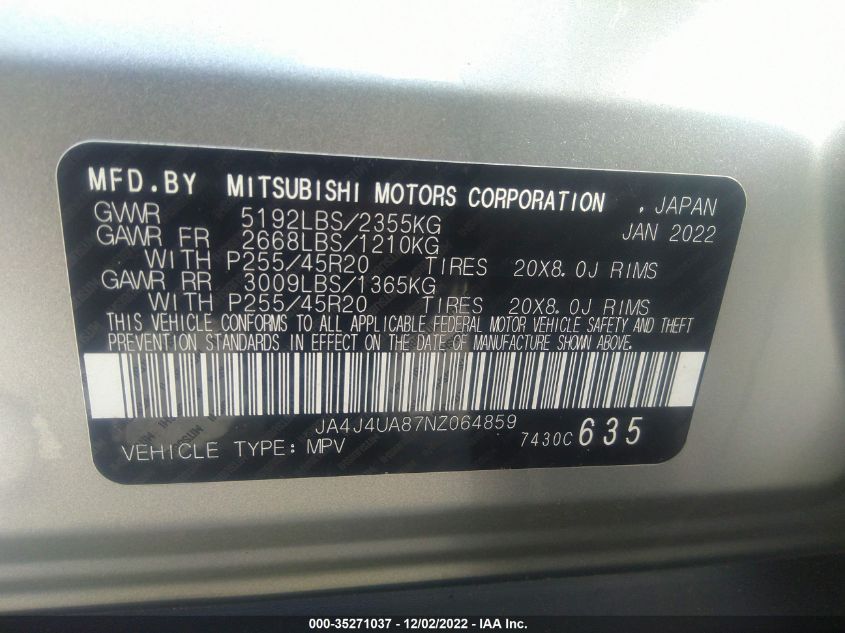 MFD.BY MITSUBISHI MOTORS CORPORATION , JAPAN
GVWR 5192LBS/2355KG JAN 2022
GAWR FR 2668LBS/1210KG
WITH P255/45R20 TIRES 20X8.0J RIMS
GAWR RR 3009LBS/1365KG
WITH P255/45R20 TIRES 20X8.0J RIMS
THIS VEHICLE CONFORMS TO ALL APPLICABLE FEDERAL MOTOR VEHICLE SAFETY AND THEFT
PREVENTION STANDARDS IN EFFECT ON THE DATE OF MANUFACTURE SHOWN ABOVE.
JA4J4UA87NZ064859
VEHICLE TYPE: MPV 7430C 635
000-35271037 - 12/02/2022 - IAA Inc.